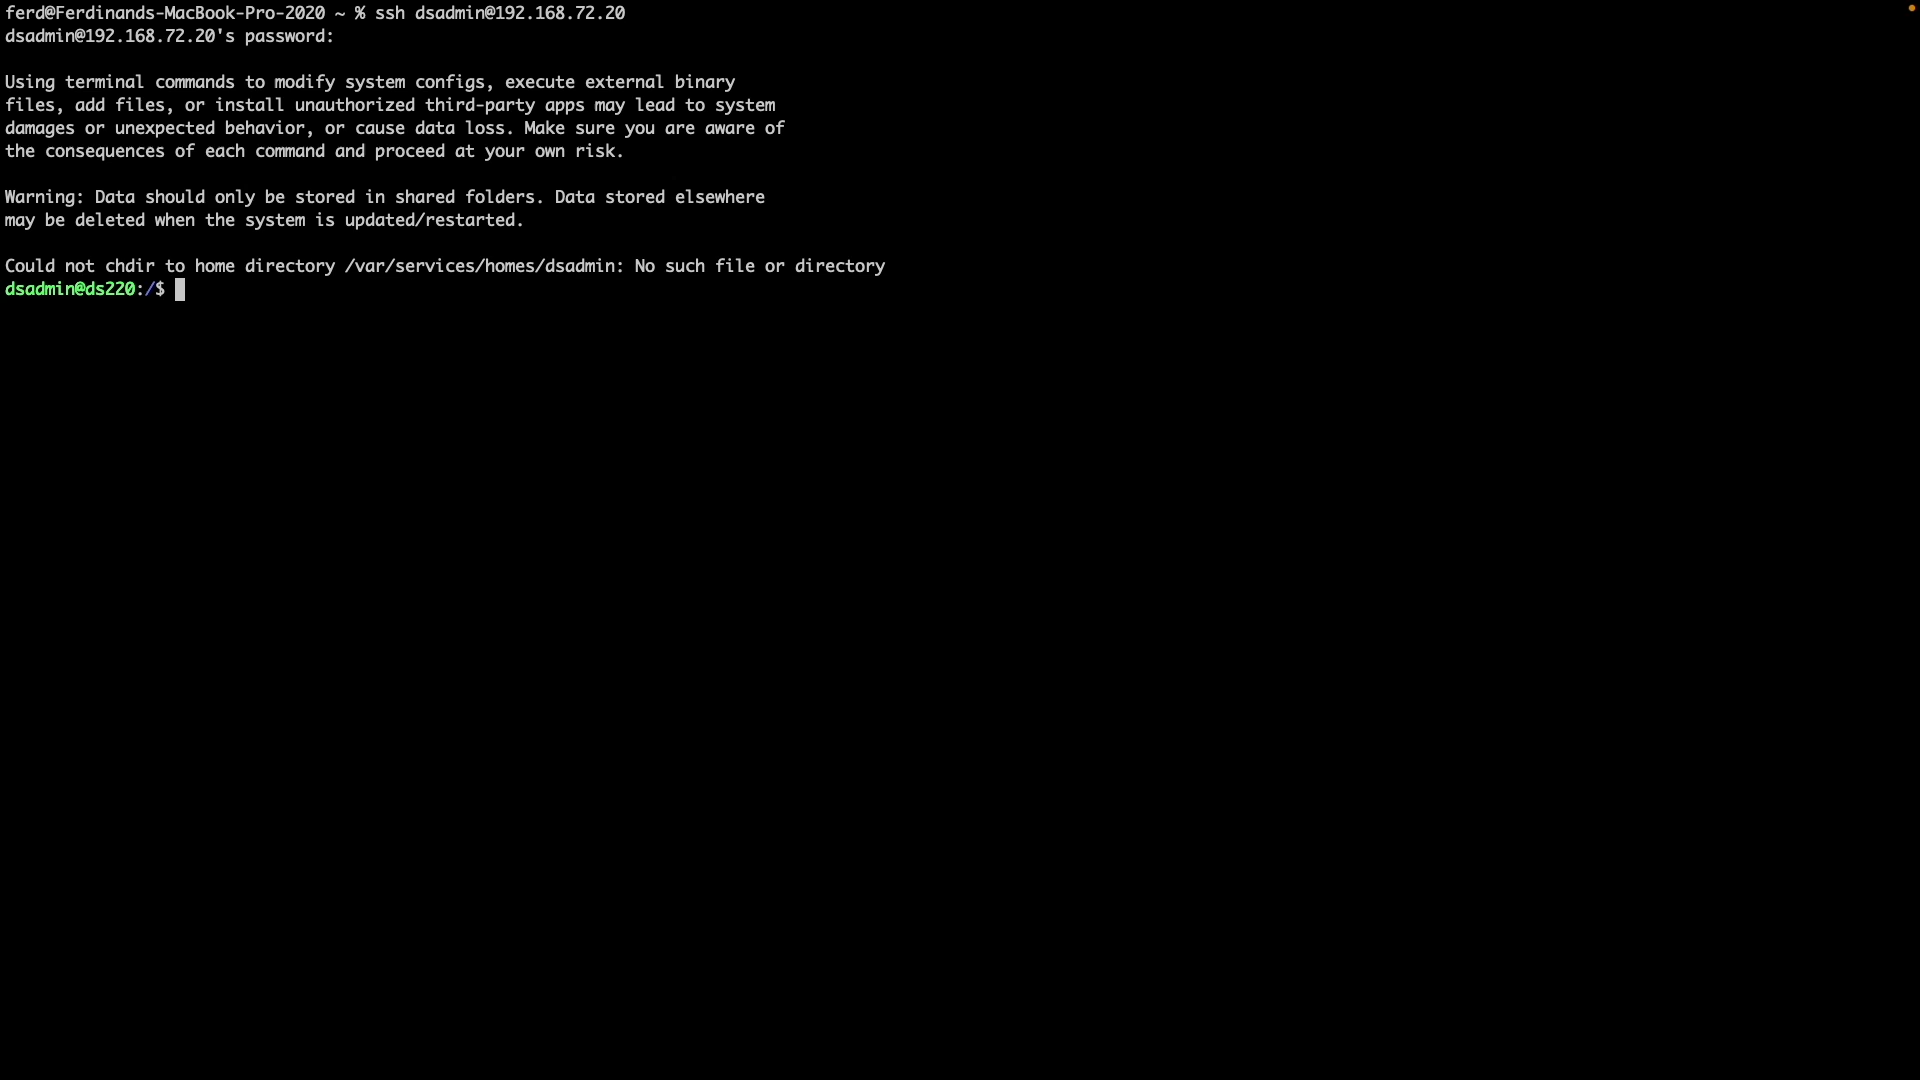 ferd@Ferdinands-MacBook-Pro-2020 ~ % ssh dsadmin@192.168.72.20
dsadmin@192.168.72.20's password:
Using terminal commands to modify system configs, execute external binary
files, add files, or install unauthorized third-party apps may lead to system
damages or unexpected behavior, or cause data loss. Make sure you are aware of
the consequences of each command and proceed at your own risk.
Warning: Data should only be stored in shared folders. Data stored elsewhere
may be deleted when the system is updated/restarted.
Could not chdir to home directory /var/services/homes/dsadmin: No such file or directory
dsadmin@ds220:/$